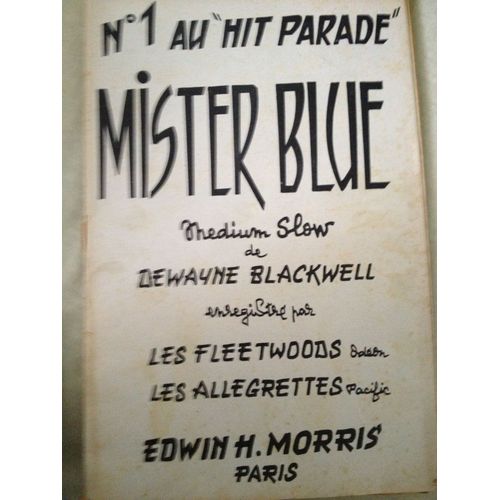 N°1 AU "HIT PARADE"
MiSTER BLUE
Medium Slow
de
DEWAYNE BLACKWELL
enregiStré par
LES FLEETWOODS Odéon
LES ALLEGRETTES Pacific
EDWIN H. MORRIS
PARIS